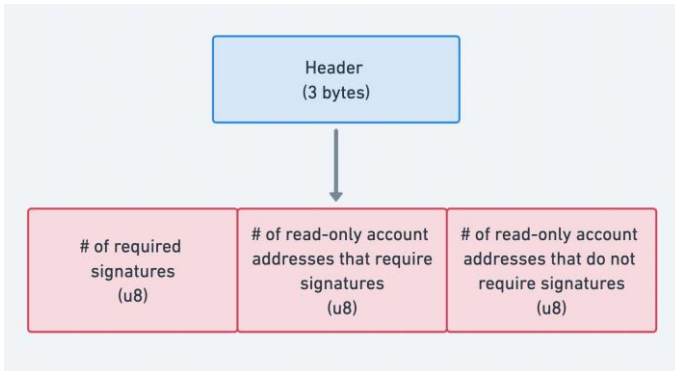 Header
(3 bytes)
# of required
signatures
(u8)
# of read-only account
addresses that require
signatures
(u8)
# of read-only account
addresses that do not
require signatures
(u8)